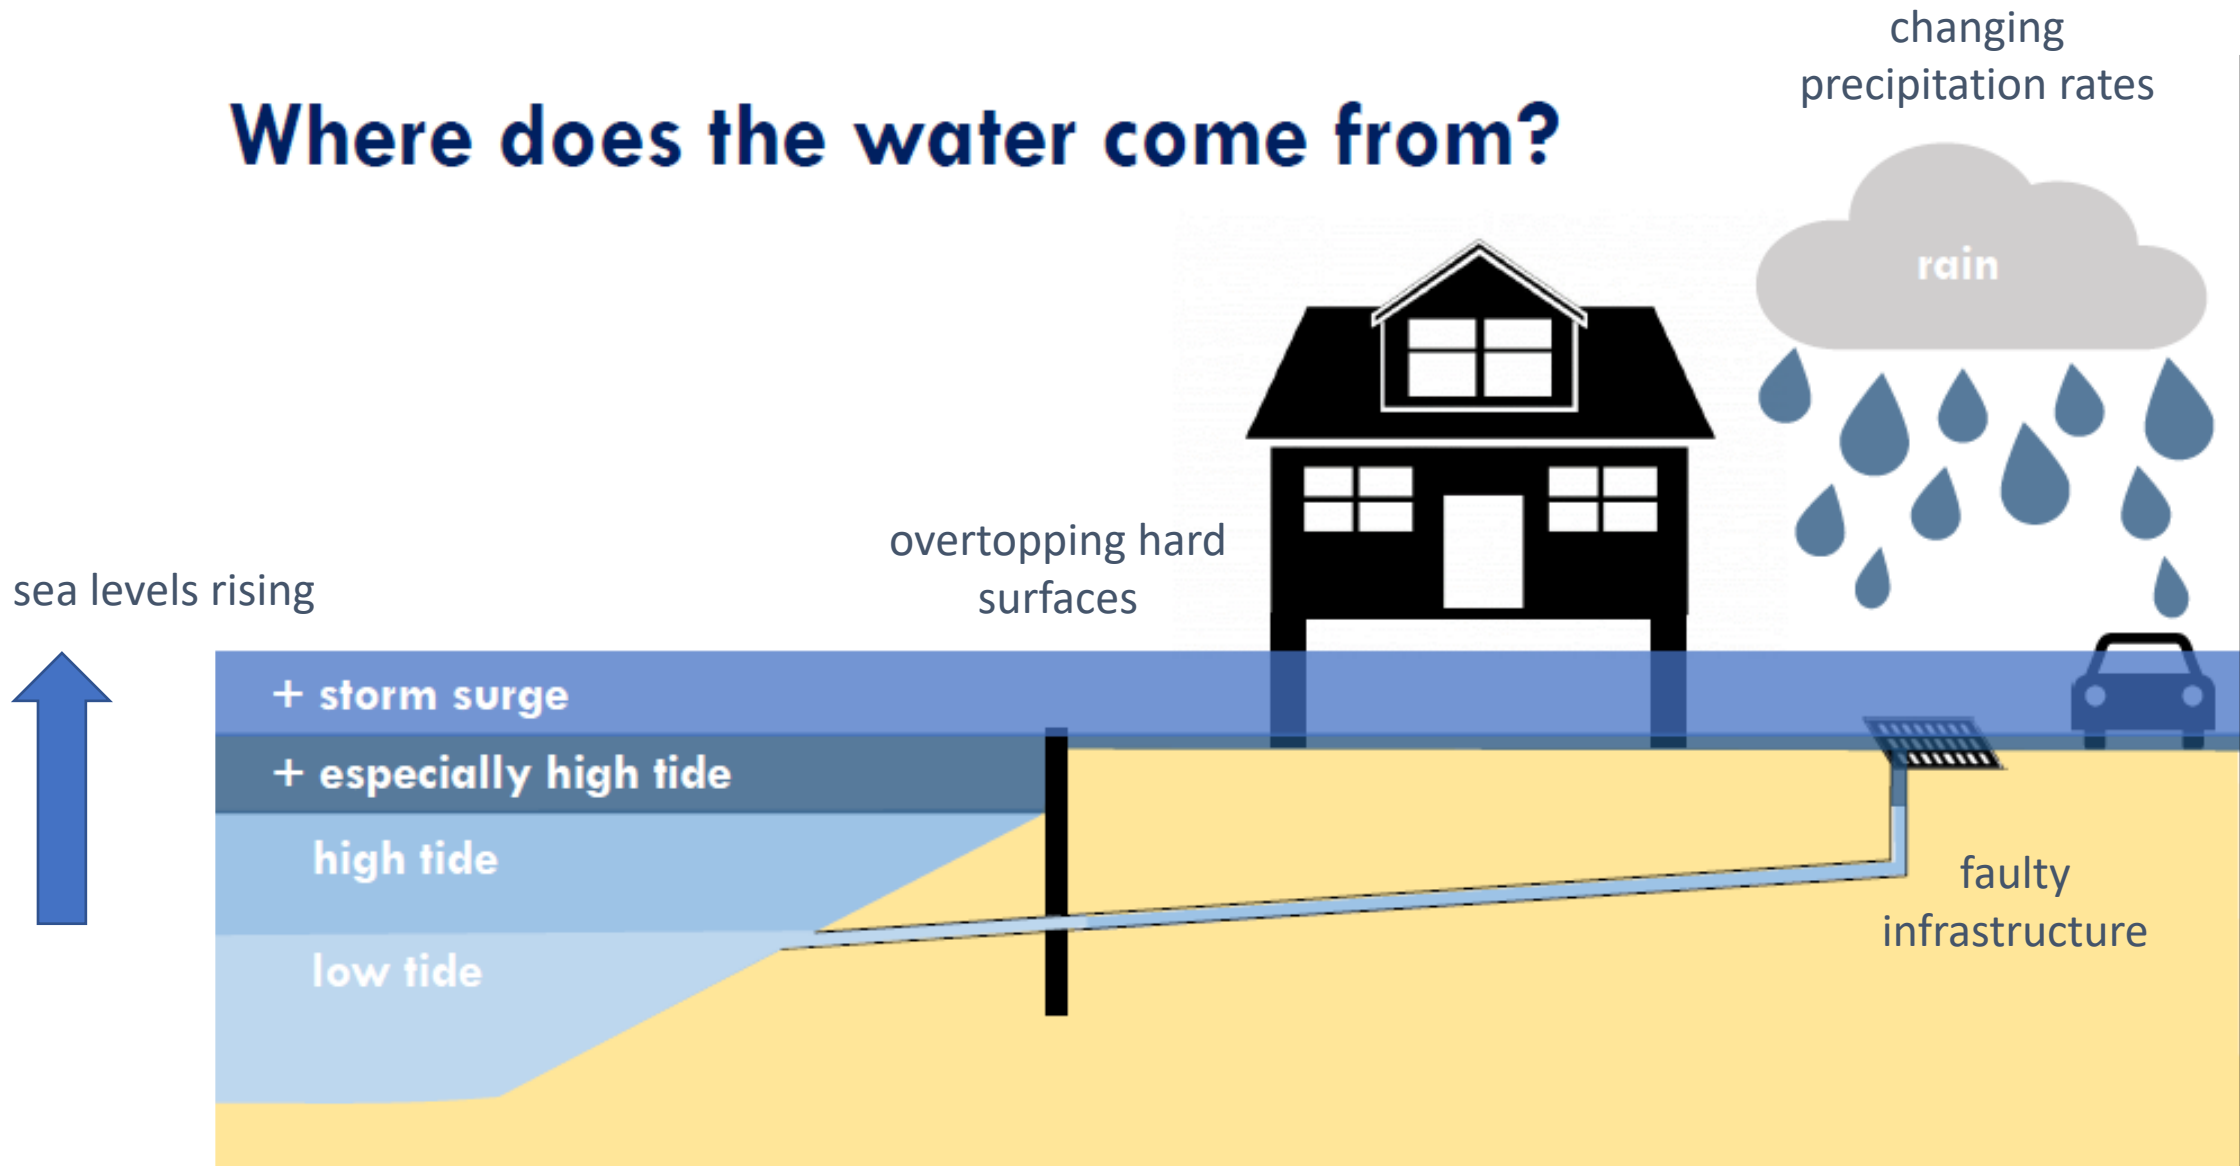 changing
precipitation rates
Where does the water come from?
rain
overtopping hard
surfaces
sea levels rising
+ storm surge
+ especially high tide
high tide
faulty
infrastructure
low tide